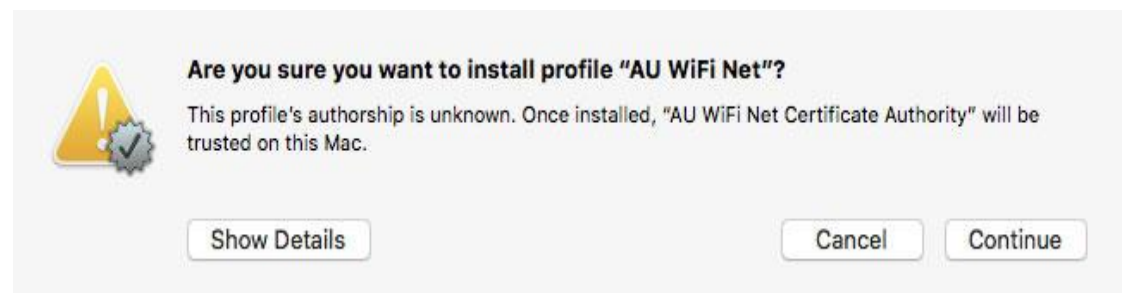 Are you sure you want to install profile “AU WiFi Net”?
This profile's authorship is unknown. Once installed, “AU WiFi Net Certificate Authority” will be
trusted on this Mac.
Show Details
Cancel
Continue